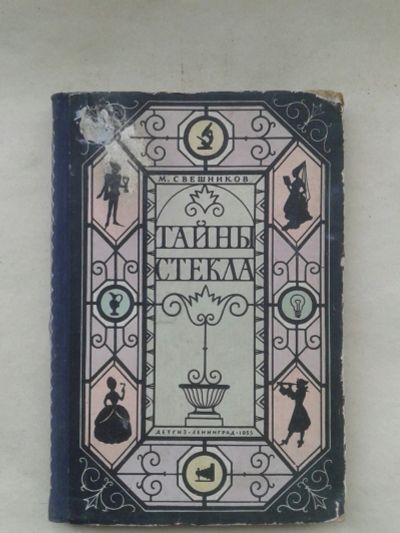 М. СВЕШНИКОВ
ТАЙНЫ
СТЕКЛА
ДЕТГИЗ · ЛЕНИНГРАД · 1955